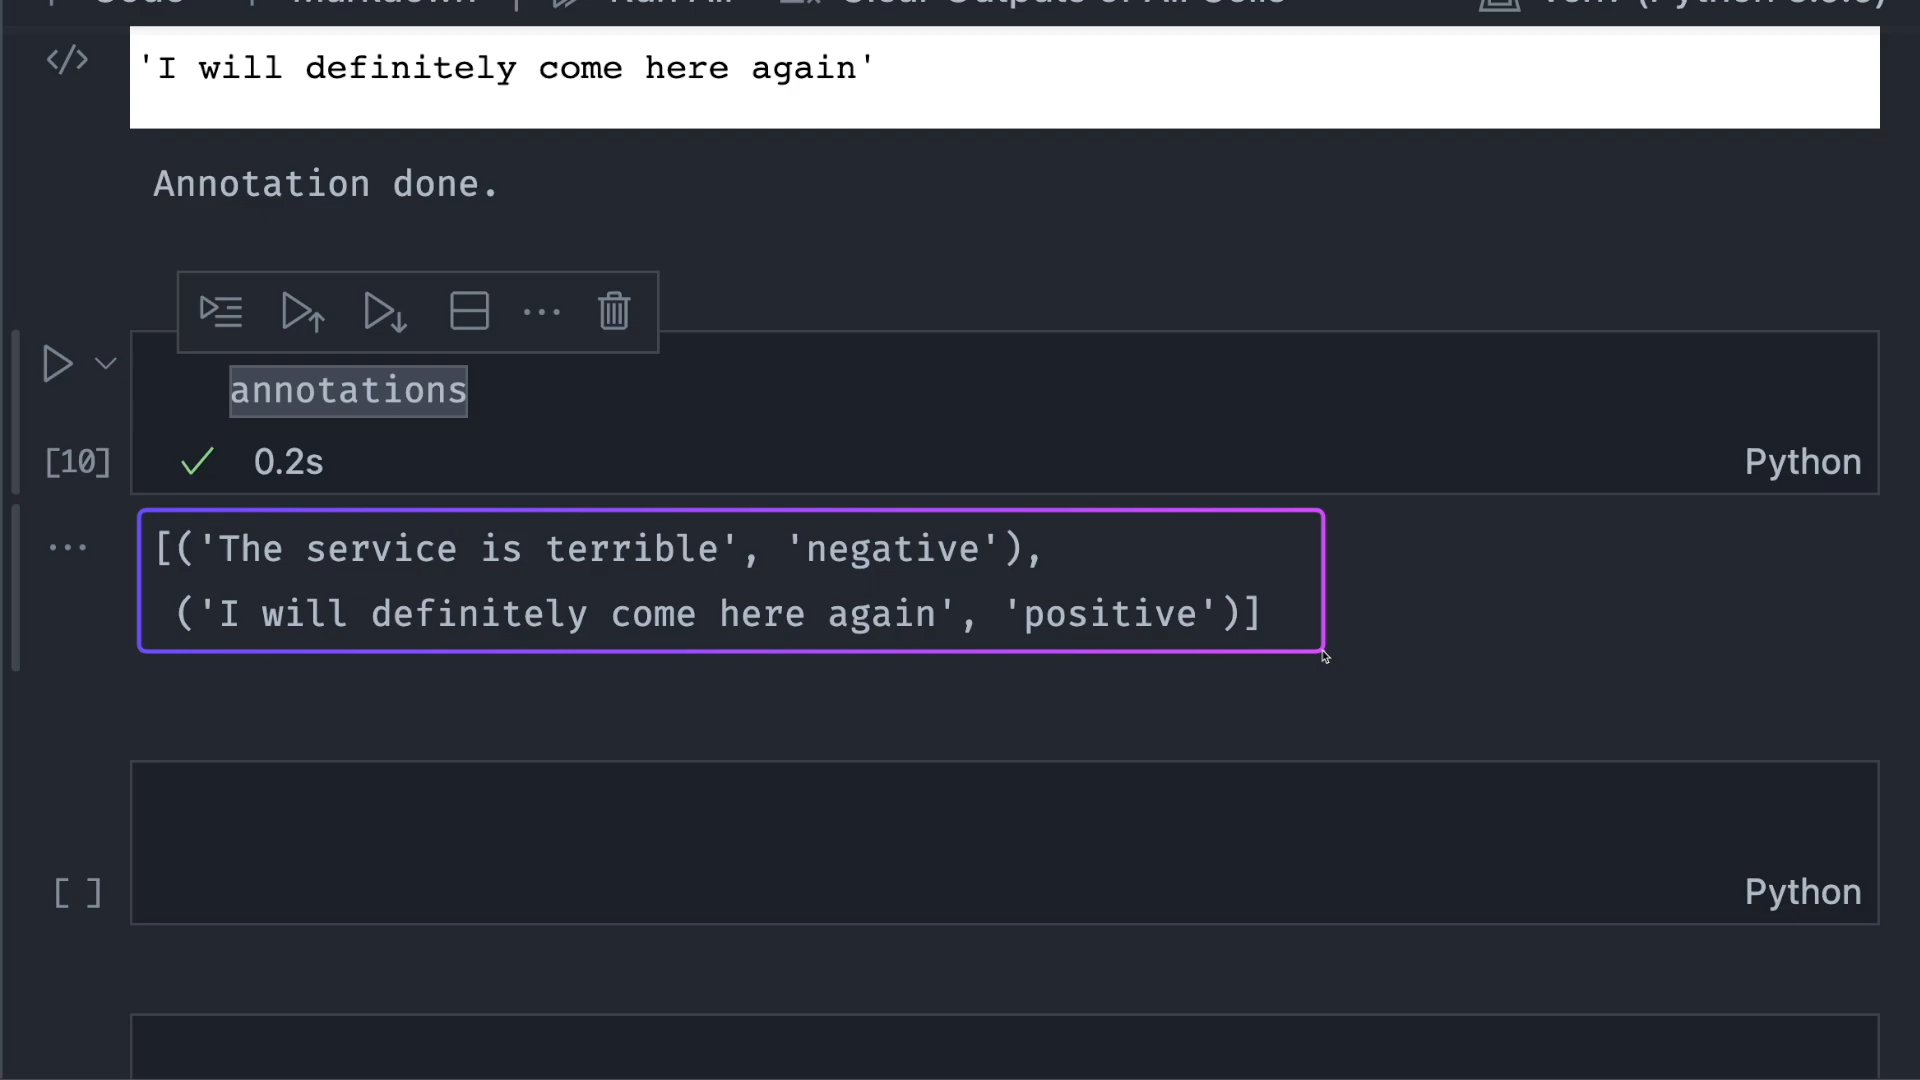 'I will definitely come here again'
Annotation done.
annotations
[10]
0.2s
Python
[('The service is terrible', 'negative'),
('I will definitely come here again', 'positive')]
[ ]
Python